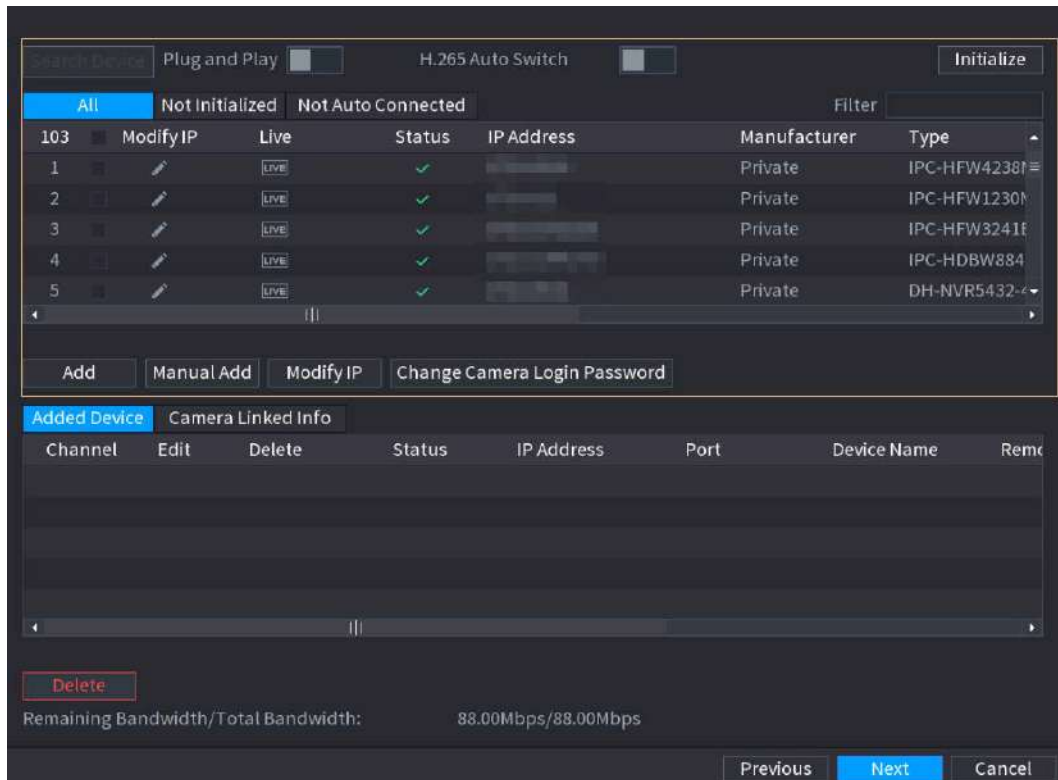 Search Device Plug and Play H.265 Auto Switch Initialize
All Not Initialized Not Auto Connected Filter
103 Modify IP Live Status IP Address Manufacturer Type
1 LIVE Private IPC-HFW4238
2 LIVE Private IPC-HFW1230
3 LIVE Private IPC-HFW3241
4 LIVE Private IPC-HDBW884
5 LIVE Private DH-NVR5432-
Add Manual Add Modify IP Change Camera Login Password
Added Device Camera Linked Info
Channel Edit Delete Status IP Address Port Device Name Remo
Delete
Remaining Bandwidth/Total Bandwidth: 88.00Mbps/88.00Mbps
Previous Next Cancel